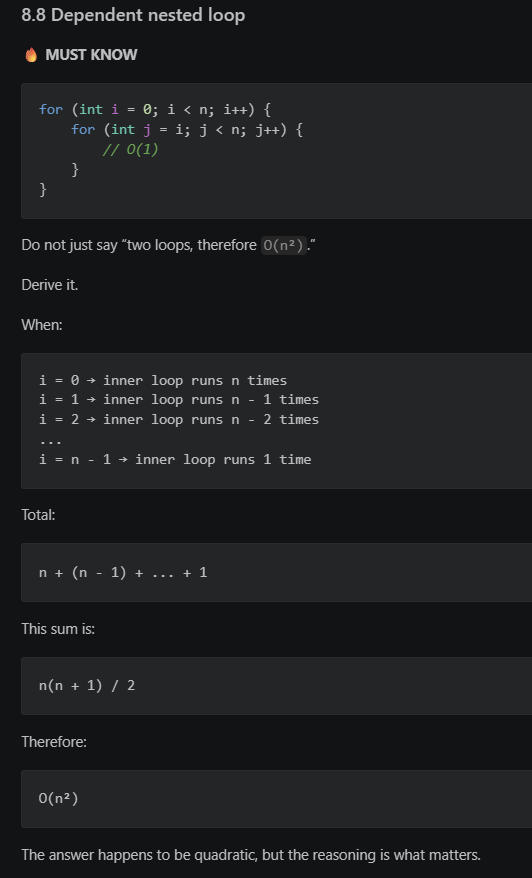 8.8 Dependent nested loop
🔥 MUST KNOW
for (int i = 0; i < n; i++) {
    for (int j = i; j < n; j++) {
        // O(1)
    }
}
Do not just say “two loops, therefore O(n²).”
Derive it.
When:
i = 0 → inner loop runs n times
i = 1 → inner loop runs n - 1 times
i = 2 → inner loop runs n - 2 times
...
i = n - 1 → inner loop runs 1 time
Total:
n + (n - 1) + ... + 1
This sum is:
n(n + 1) / 2
Therefore:
O(n²)
The answer happens to be quadratic, but the reasoning is what matters.